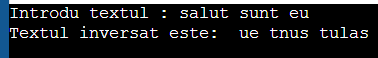 Introdu textul : salut sunt eu
Textul inversat este:  ue tnus tulas